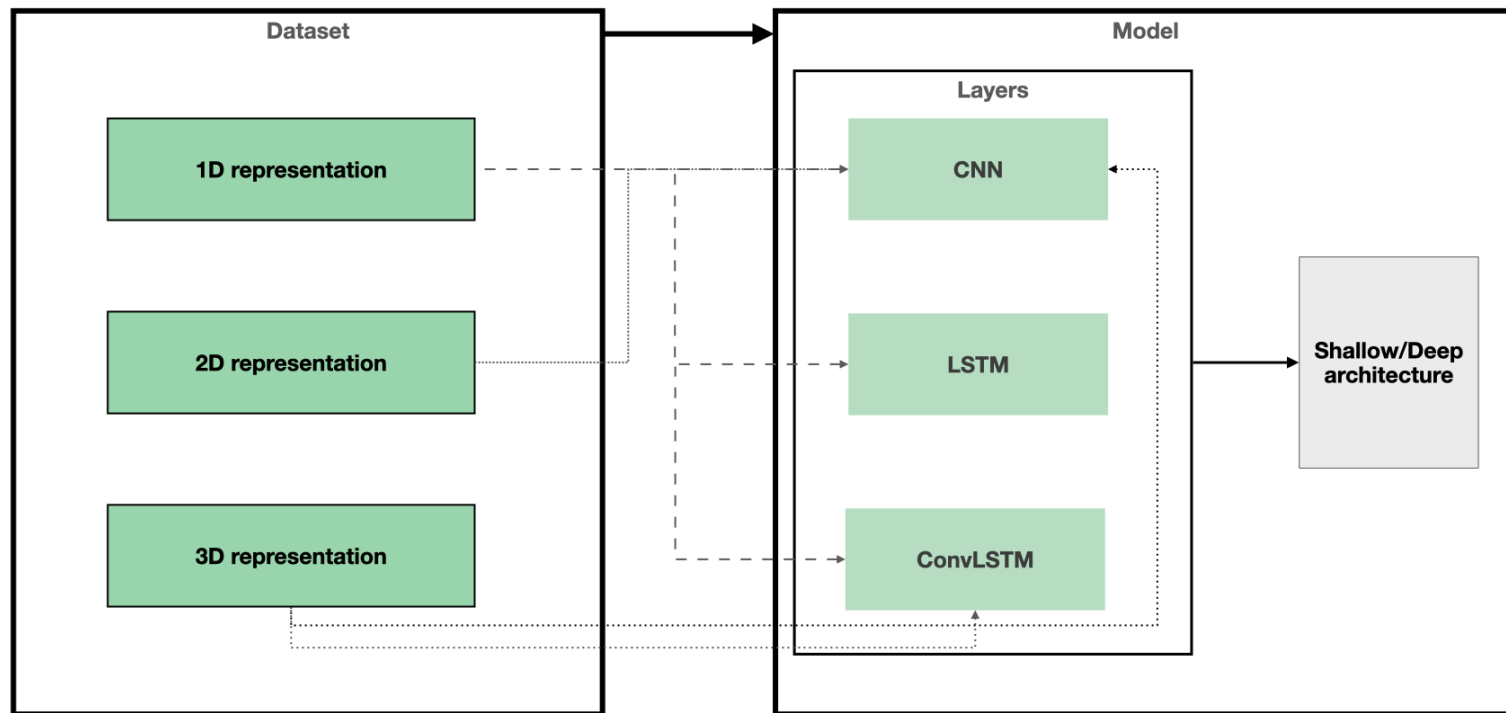 Dataset
Model
Layers
1D representation
CNN
2D representation
LSTM
Shallow/Deep
architecture
3D representation
ConvLSTM